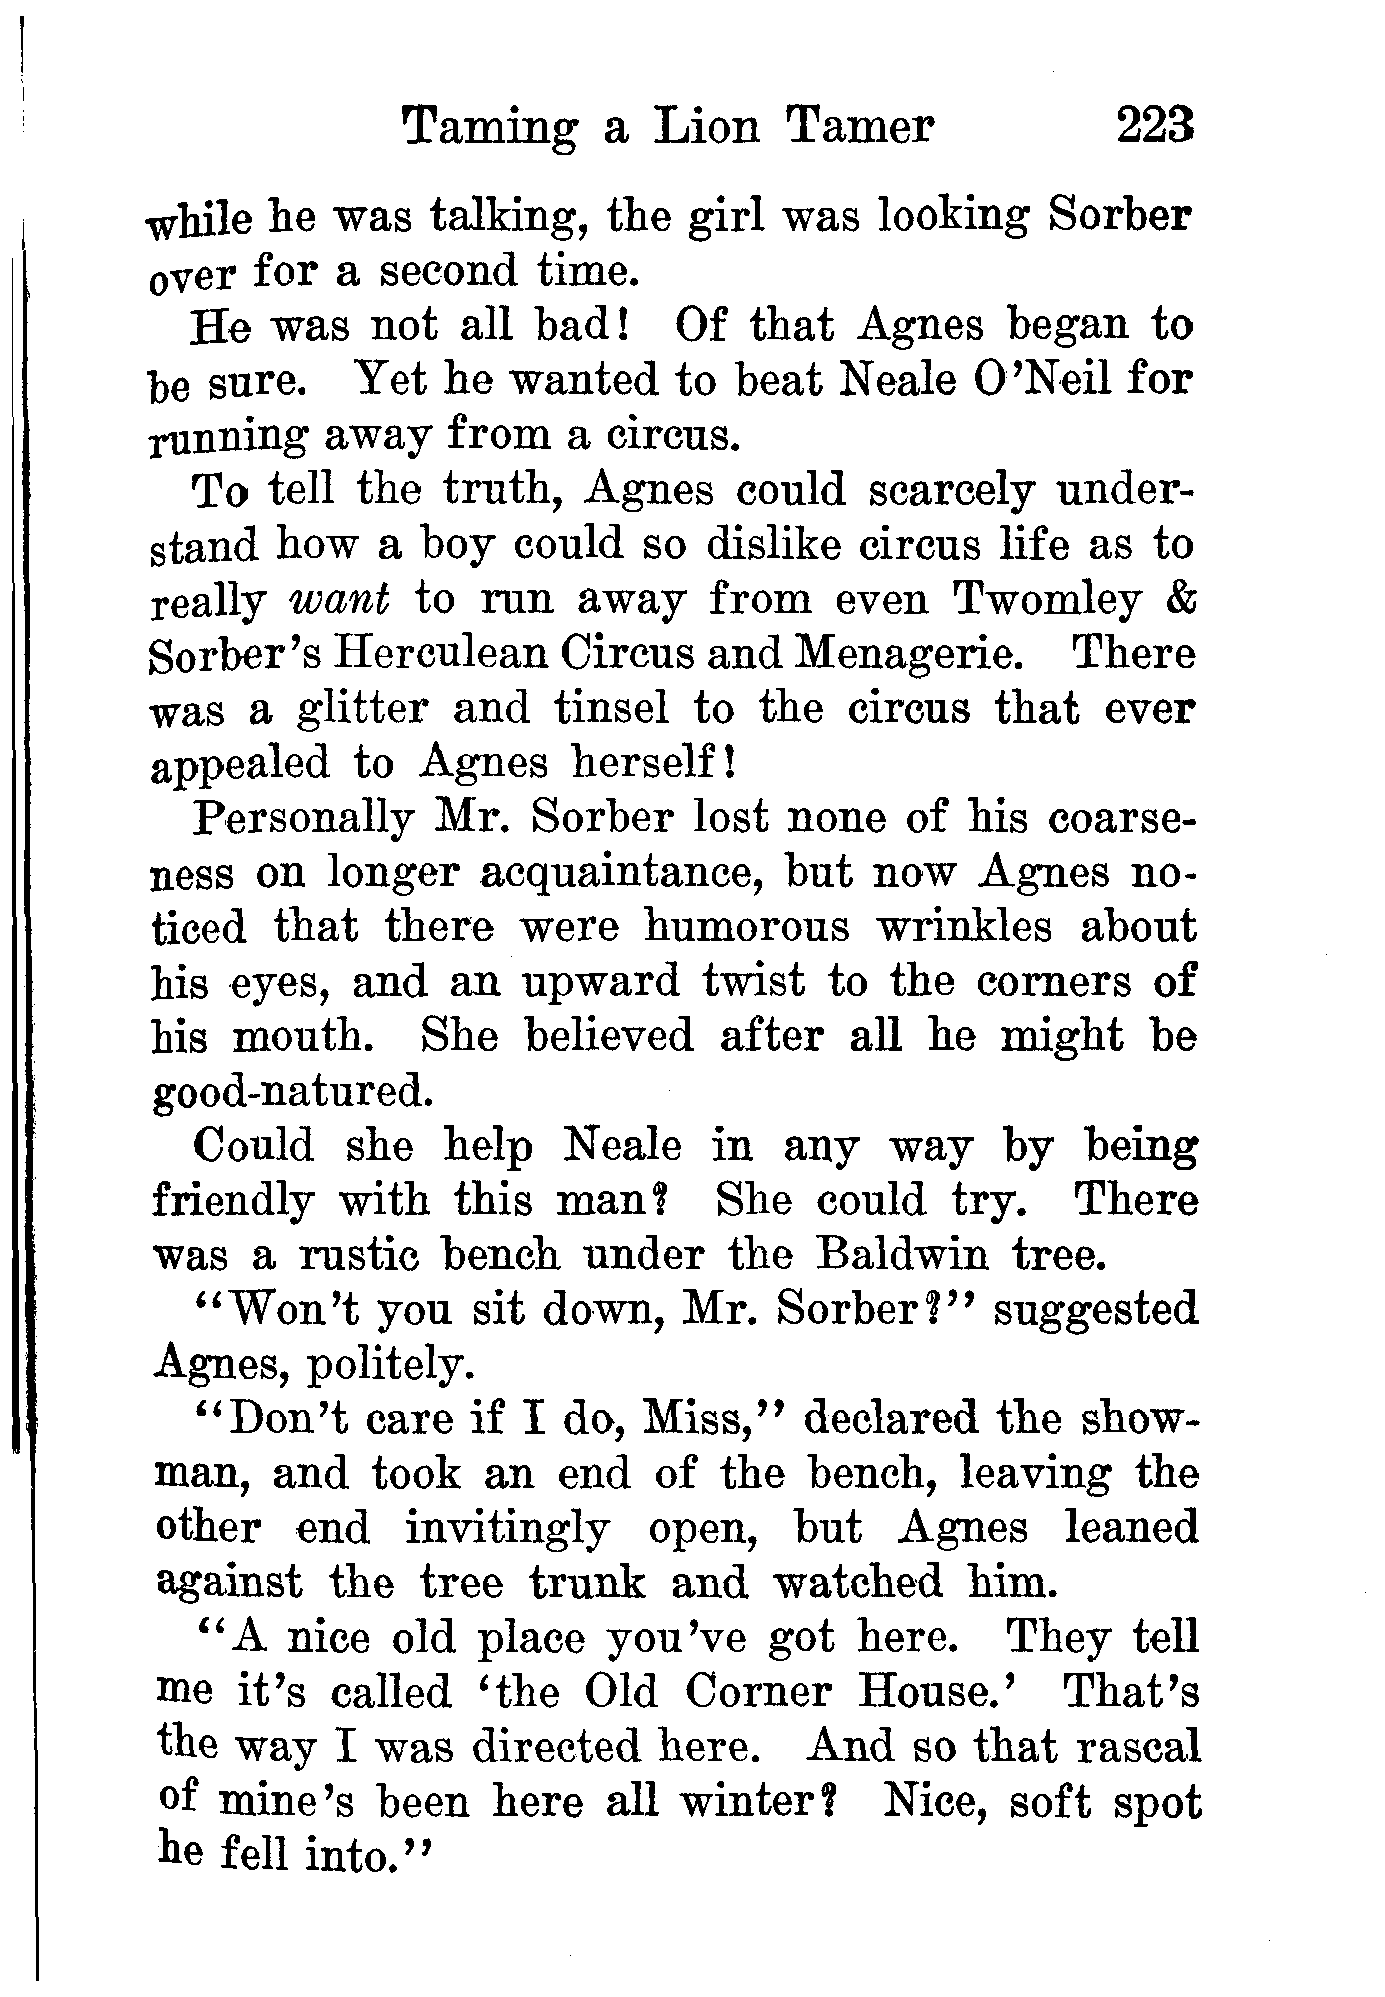 Taming a Lion Tamer 223
while he was talking, the girl was looking Sorber
over for a second time.
He was not all bad! Of that Agnes began to
be sure. Yet he wanted to beat Neale O'Neil for
running away from a circus.
To tell the truth, Agnes could scarcely under-
stand how a boy could so dislike circus life as to
really want to run away from even Twomley &
Sorber's Herculean Circus and Menagerie. There
was a glitter and tinsel to the circus that ever
appealed to Agnes herself!
Personally Mr. Sorber lost none of his coarse-
ness on longer acquaintance, but now Agnes no-
ticed that there were humorous wrinkles about
his eyes, and an upward twist to the corners of
his mouth. She believed after all he might be
good-natured.
Could she help Neale in any way by being
friendly with this man? She could try. There
was a rustic bench under the Baldwin tree.
"Won't you sit down, Mr. Sorber?" suggested
Agnes, politely.
"Don't care if I do, Miss," declared the show-
man, and took an end of the bench, leaving the
other end invitingly open, but Agnes leaned
against the tree trunk and watched him.
"A nice old place you've got here. They tell
me it's called 'the Old Corner House.' That's
the way I was directed here. And so that rascal
of mine's been here all winter? Nice, soft spot
he fell into."